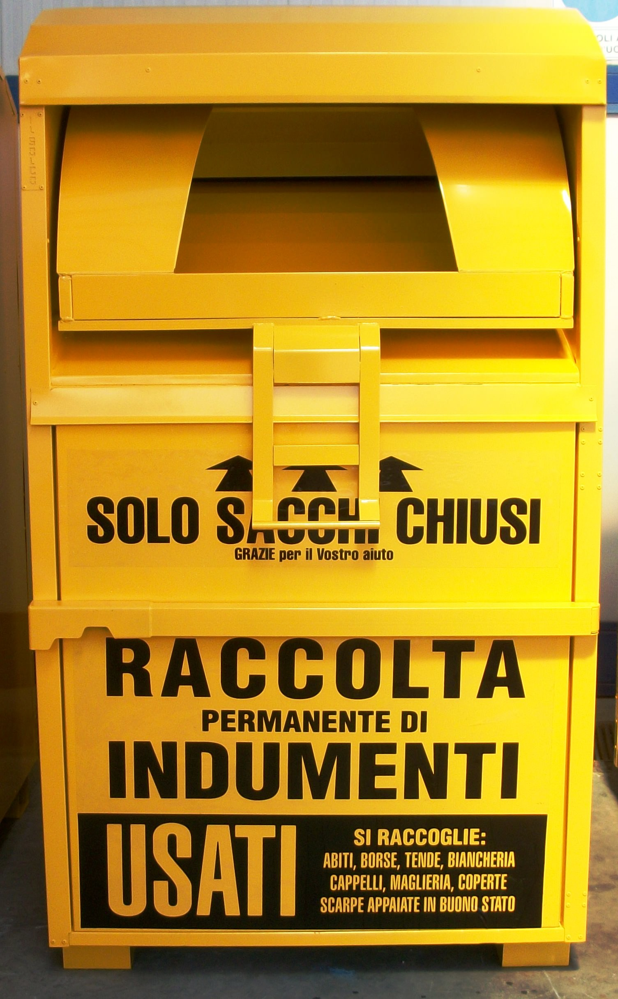 SOLO SACCHI CHIUSI
GRAZIE per il Vostro aiuto
RACCOLTA
PERMANENTE DI
INDUMENTI
USATI
SI RACCOGLIE:
ABITI, BORSE, TENDE, BIANCHERIA
CAPPELLI, MAGLIERIA, COPERTE
SCARPE APPAIATE IN BUONO STATO